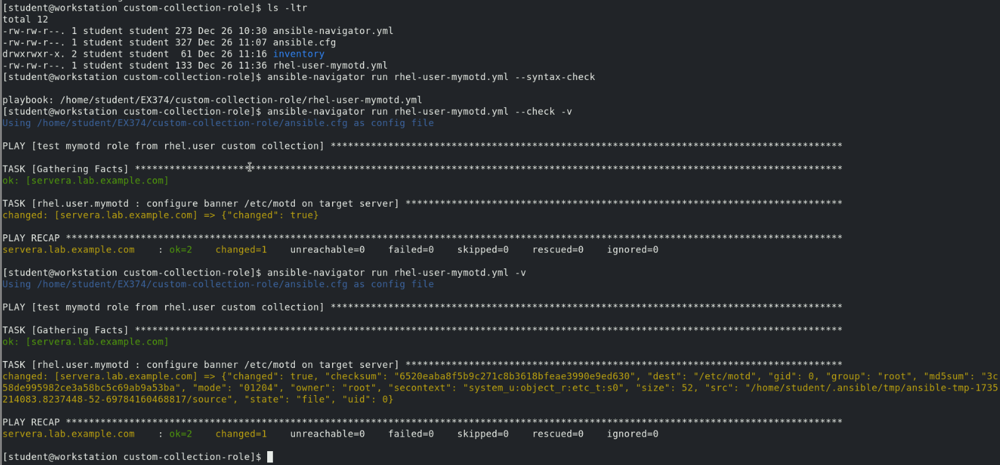 [student@workstation custom-collection-role]$ ls -ltr
total 12
-rw-rw-r--. 1 student student 273 Dec 26 10:30 ansible-navigator.yml
-rw-rw-r--. 1 student student 327 Dec 26 11:07 ansible.cfg
drwxrwxr-x. 2 student student  61 Dec 26 11:16 inventory
-rw-rw-r--. 1 student student 133 Dec 26 11:36 rhel-user-mymotd.yml
[student@workstation custom-collection-role]$ ansible-navigator run rhel-user-mymotd.yml --syntax-check
playbook: /home/student/EX374/custom-collection-role/rhel-user-mymotd.yml
[student@workstation custom-collection-role]$ ansible-navigator run rhel-user-mymotd.yml --check -v
Using /home/student/EX374/custom-collection-role/ansible.cfg as config file
PLAY [test mymotd role from rhel.user custom collection] *****************************************************************************************
TASK [Gathering Facts] ***************************************************************************************************************************
ok: [servera.lab.example.com]
TASK [rhel.user.mymotd : configure banner /etc/motd on target server] ****************************************************************************
changed: [servera.lab.example.com] => {"changed": true}
PLAY RECAP ***************************************************************************************************************************************
servera.lab.example.com    : ok=2    changed=1    unreachable=0    failed=0    skipped=0    rescued=0    ignored=0
[student@workstation custom-collection-role]$ ansible-navigator run rhel-user-mymotd.yml -v
Using /home/student/EX374/custom-collection-role/ansible.cfg as config file
PLAY [test mymotd role from rhel.user custom collection] *****************************************************************************************
TASK [Gathering Facts] ***************************************************************************************************************************
ok: [servera.lab.example.com]
TASK [rhel.user.mymotd : configure banner /etc/motd on target server] ****************************************************************************
changed: [servera.lab.example.com] => {"changed": true, "checksum": "6520eaba8f5b9c271c8b3618bfeae3990e9ed630", "dest": "/etc/motd", "gid": 0, "group": "root", "md5sum": "3c
58de995982ce3a58bc5c69ab9a53ba", "mode": "01204", "owner": "root", "secontext": "system_u:object_r:etc_t:s0", "size": 52, "src": "/home/student/.ansible/tmp/ansible-tmp-1735
214083.8237448-52-69784160468817/source", "state": "file", "uid": 0}
PLAY RECAP ***************************************************************************************************************************************
servera.lab.example.com    : ok=2    changed=1    unreachable=0    failed=0    skipped=0    rescued=0    ignored=0
[student@workstation custom-collection-role]$